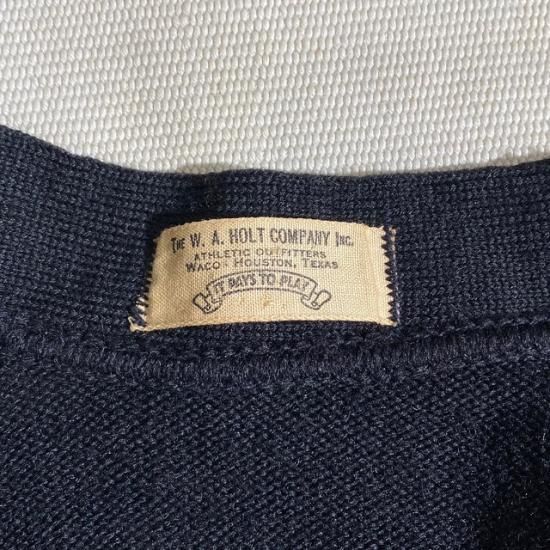 THE W. A. HOLT COMPANY INC.
ATHLETIC OUTFITTERS
WACO - HOUSTON, TEXAS
IT PAYS TO PLAY